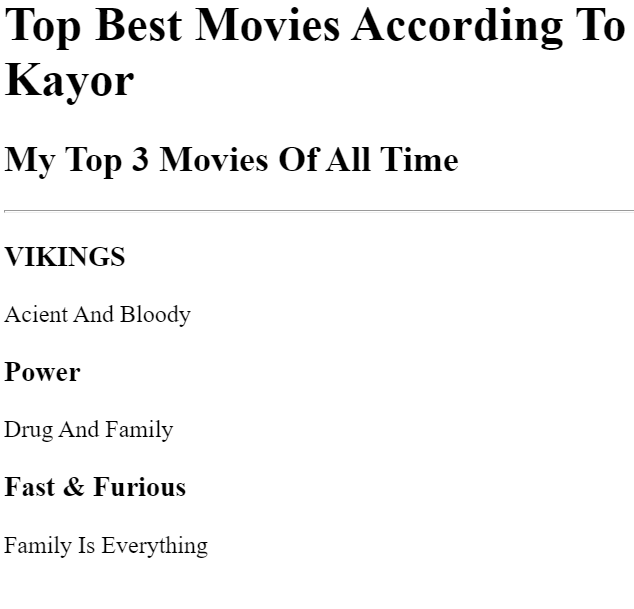 Top Best Movies According To
Kayor
My Top 3 Movies Of All Time
VIKINGS
Acient And Bloody
Power
Drug And Family
Fast & Furious
Family Is Everything